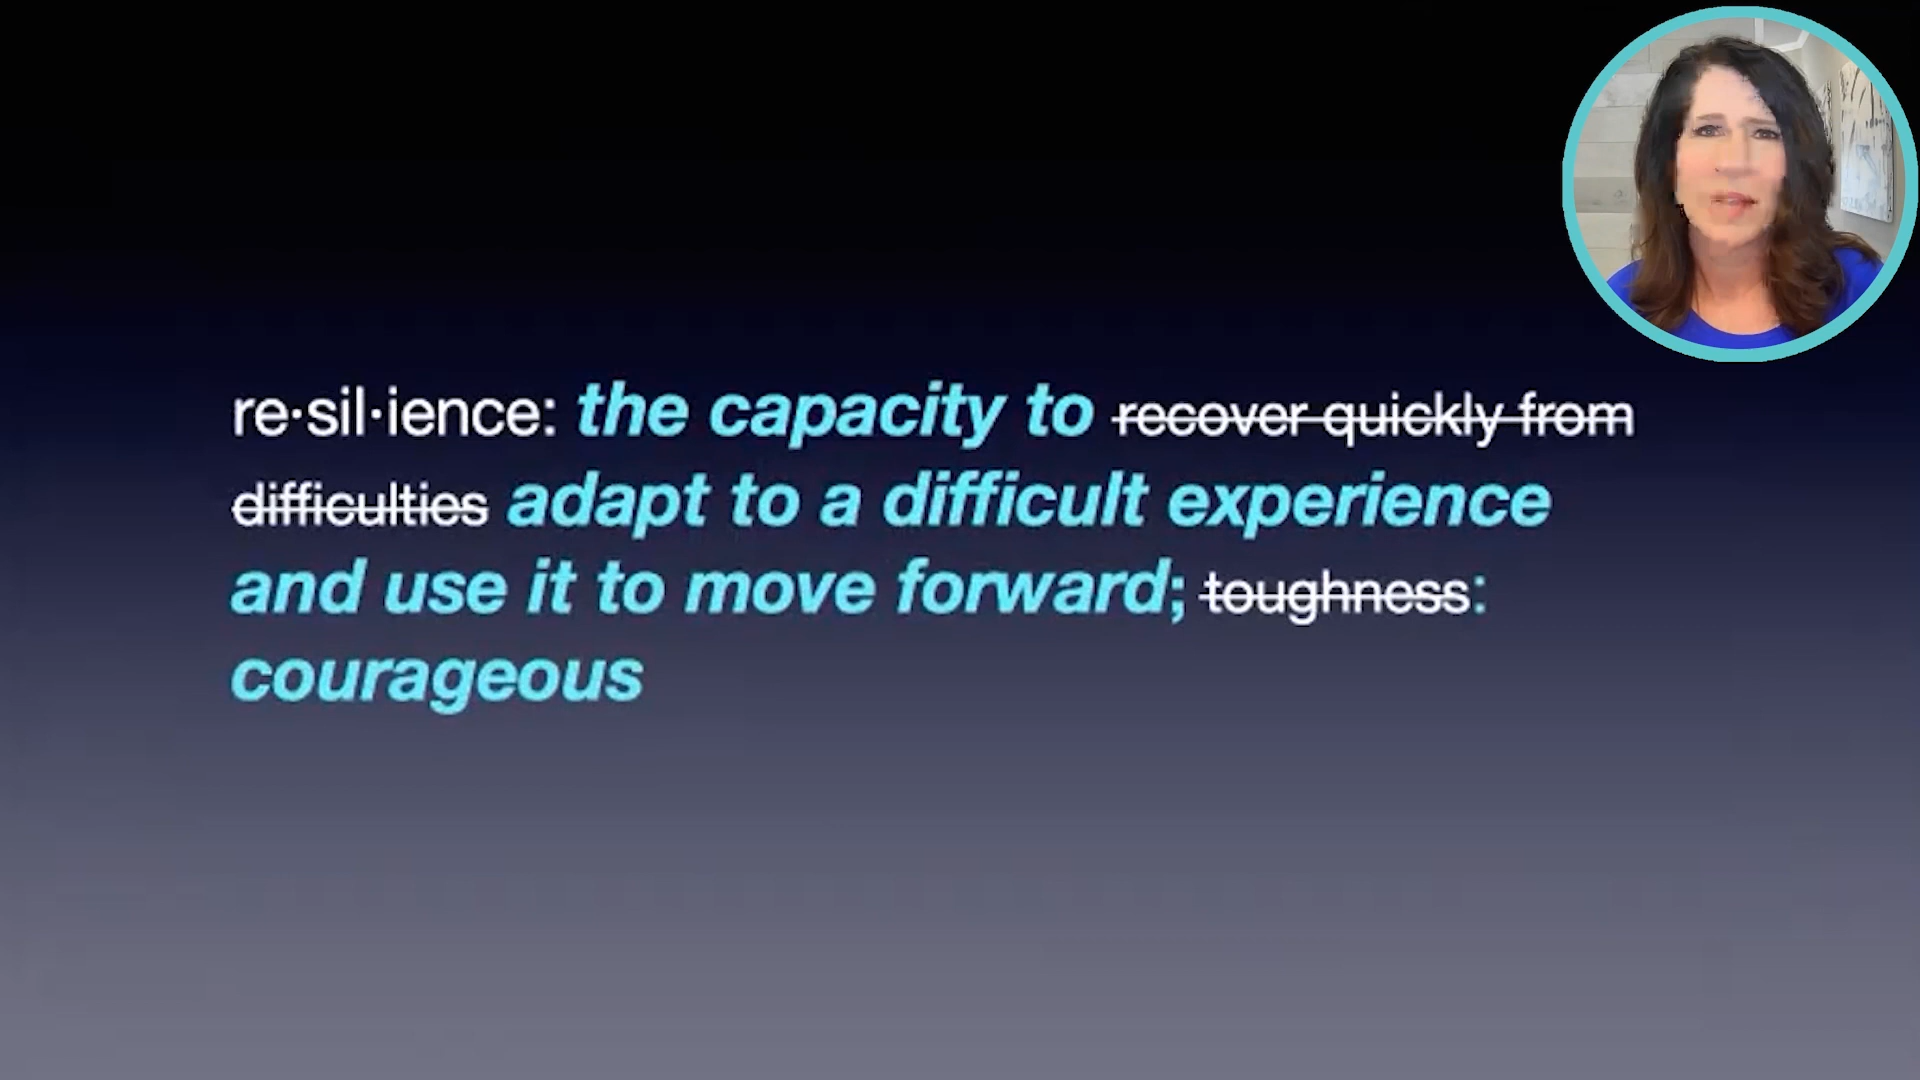 re·sil·ience: the capacity to recover quickly from
difficulties adapt to a difficult experience
and use it to move forward; toughness:
courageous